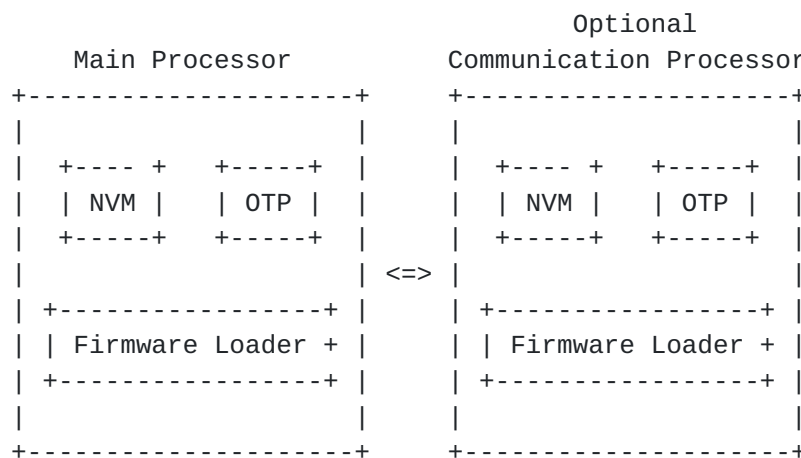 Optional
    Main Processor          Communication Processor
+---------------------+     +---------------------+
|                     |     |                     |
|  +---- +   +-----+  |     |  +---- +   +-----+  |
|  | NVM |   | OTP |  |     |  | NVM |   | OTP |  |
|  +-----+   +-----+  |     |  +-----+   +-----+  |
|                     | <=> |                     |
| +-----------------+ |     | +-----------------+ |
| | Firmware Loader + |     | | Firmware Loader + |
| +-----------------+ |     | +-----------------+ |
|                     |     |                     |
+---------------------+     +---------------------+